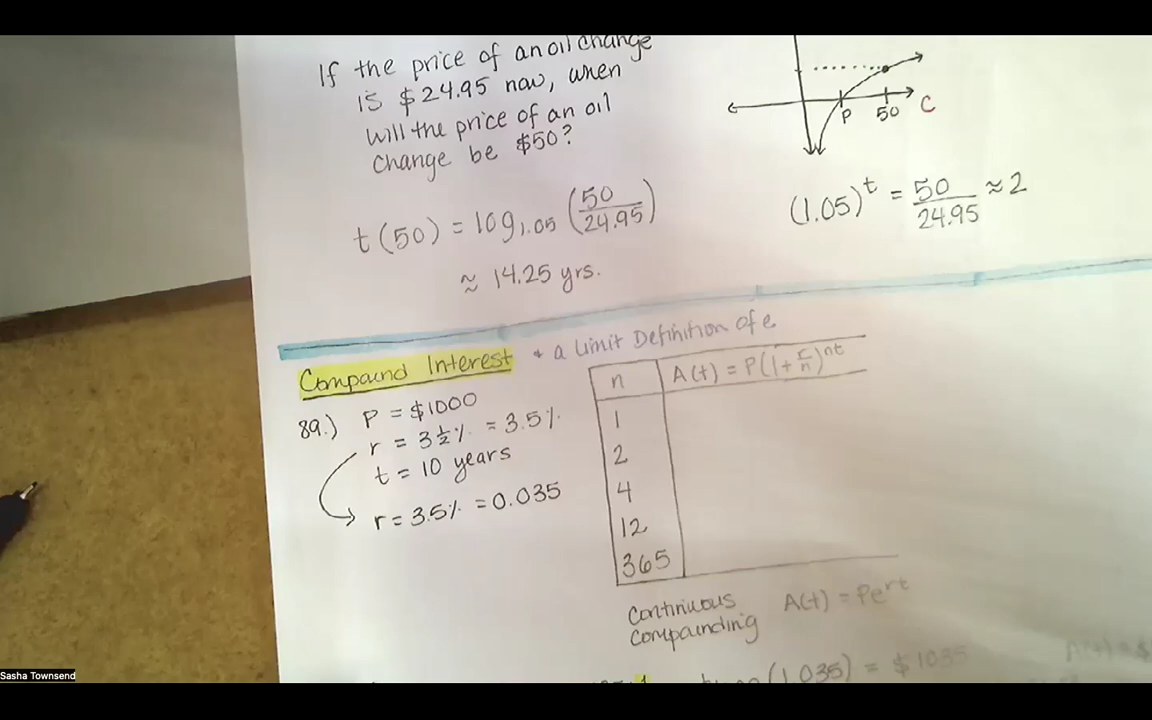 If the price of an oil change
is $24.95 now, when
will the price of an oil
change be $50?
P
50
C
t(50) = log₁.₀₅ (50/24.95)
≈ 14.25 yrs.
(1.05)^t = 50/24.95 ≈ 2
Compound Interest + a Limit Definition of e
89.) P = $1000
r = 3½% = 3.5%
t = 10 years
r = 3.5% = 0.035
n
A(t) = P(1+r/n)^nt
1
2
4
12
365
Continuous
Compounding
A(t) = Pe^rt
(1.035) = $1035
Sasha Townsend